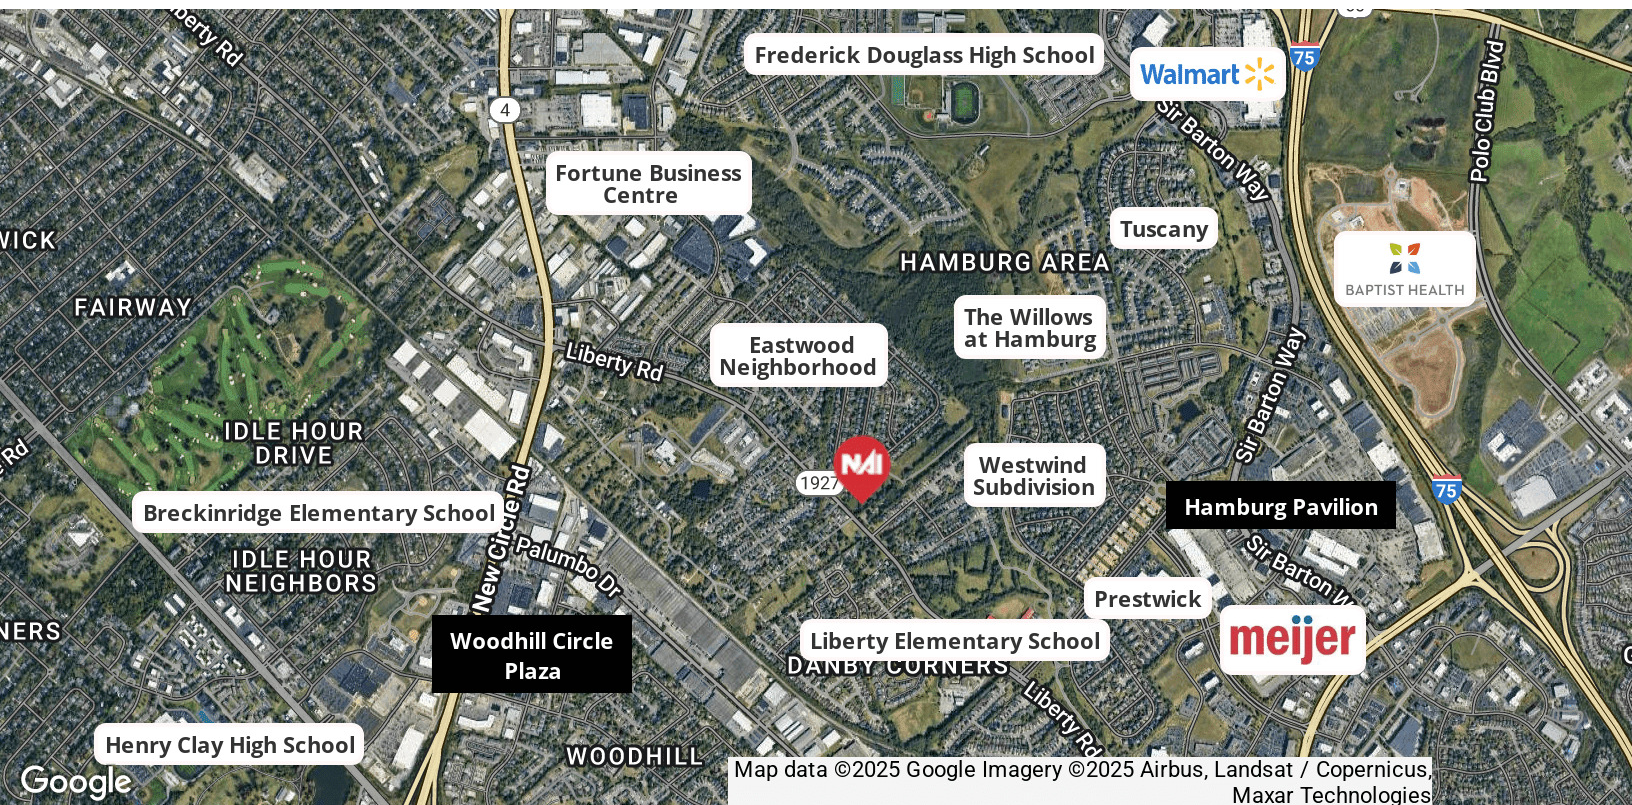 Liberty Rd
Frederick Douglass High School
Walmart
75
Polo Club Blvd
4
Sir Barton Way
Fortune Business
Centre
Tuscany
WICK
HAMBURG AREA
BAPTIST HEALTH
FAIRWAY
The Willows
at Hamburg
Eastwood
Neighborhood
Liberty Rd
Sir Barton Way
IDLE HOUR
DRIVE
NAI
1927
Westwind
Subdivision
75
Hamburg Pavilion
Breckinridge Elementary School
New Circle Rd
Palumbo Dr
Sir Barton W
IDLE HOUR
NEIGHBORS
Prestwick
NERS
Woodhill Circle
Plaza
Liberty Elementary School
meijer
DANBY CORNERS
Liberty Rd
Henry Clay High School
WOODHILL
Google
Map data ©2025 Google Imagery ©2025 Airbus, Landsat / Copernicus,
Maxar Technologies